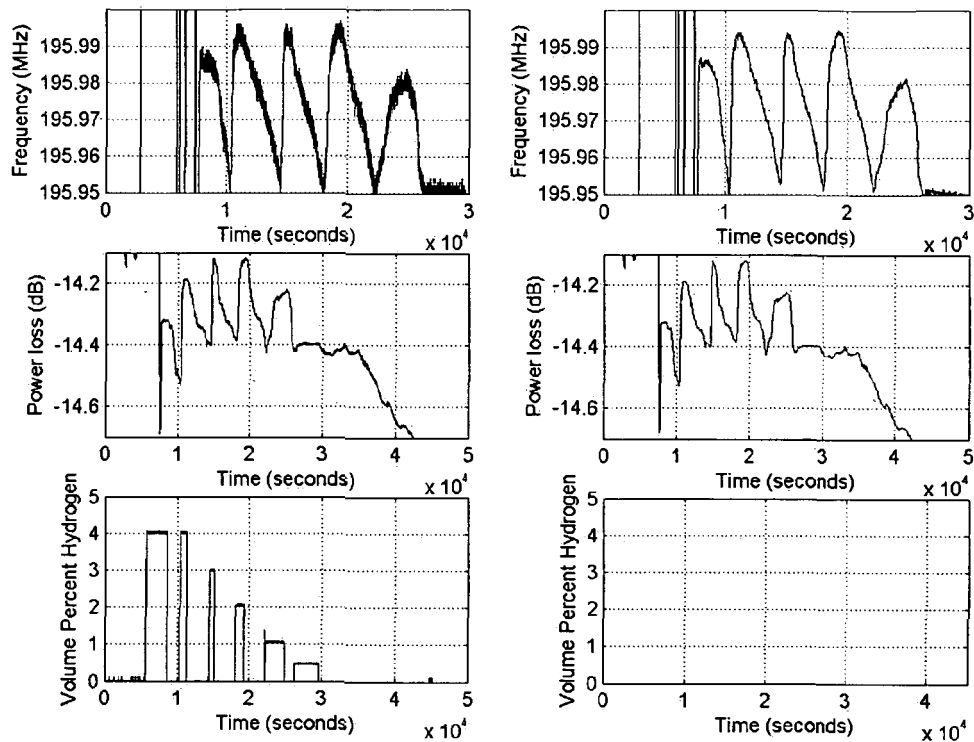 Frequency (MHz)
195.99
195.98
195.97
195.96
195.95
0 1 2 3
Time (seconds)
x 10^4
Frequency (MHz)
195.99
195.98
195.97
195.96
195.95
0 1 2 3
Time (seconds)
x 10^4
Power loss (dB)
-14.2
-14.4
-14.6
0 1 2 3 4 5
Time (seconds)
x 10^4
Power loss (dB)
-14.2
-14.4
-14.6
0 1 2 3 4 5
Time (seconds)
x 10^4
Volume Percent Hydrogen
5
4
3
2
1
0
0 1 2 3 4 5
Time (seconds)
x 10^4
Volume Percent Hydrogen
5
4
3
2
1
0
0 1 2 3 4
Time (seconds)
x 10^4